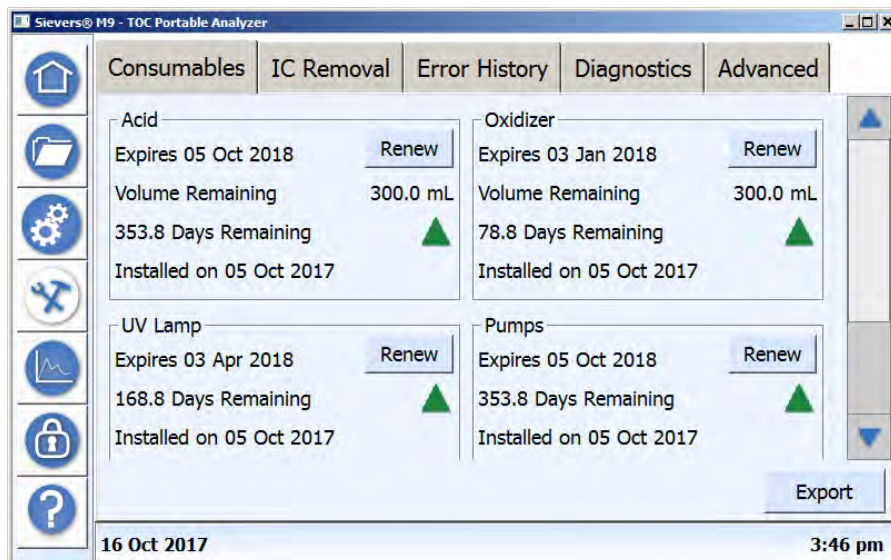 Sievers® M9 - TOC Portable Analyzer
Consumables IC Removal Error History Diagnostics Advanced
Acid
Expires 05 Oct 2018 Renew
Volume Remaining 300.0 mL
353.8 Days Remaining
Installed on 05 Oct 2017
Oxidizer
Expires 03 Jan 2018 Renew
Volume Remaining 300.0 mL
78.8 Days Remaining
Installed on 05 Oct 2017
UV Lamp
Expires 03 Apr 2018 Renew
168.8 Days Remaining
Installed on 05 Oct 2017
Pumps
Expires 05 Oct 2018 Renew
353.8 Days Remaining
Installed on 05 Oct 2017
Export
16 Oct 2017 3:46 pm